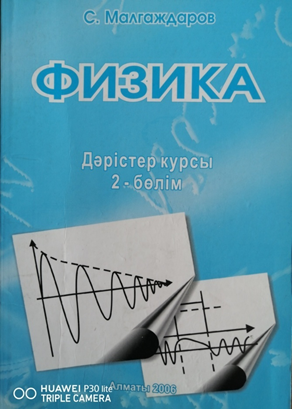 С. Малгаждаров
ФИЗИКА
Дәрістер курсы
2 - бөлім
Алматы 2006
HUAWEI P30 lite
TRIPLE CAMERA